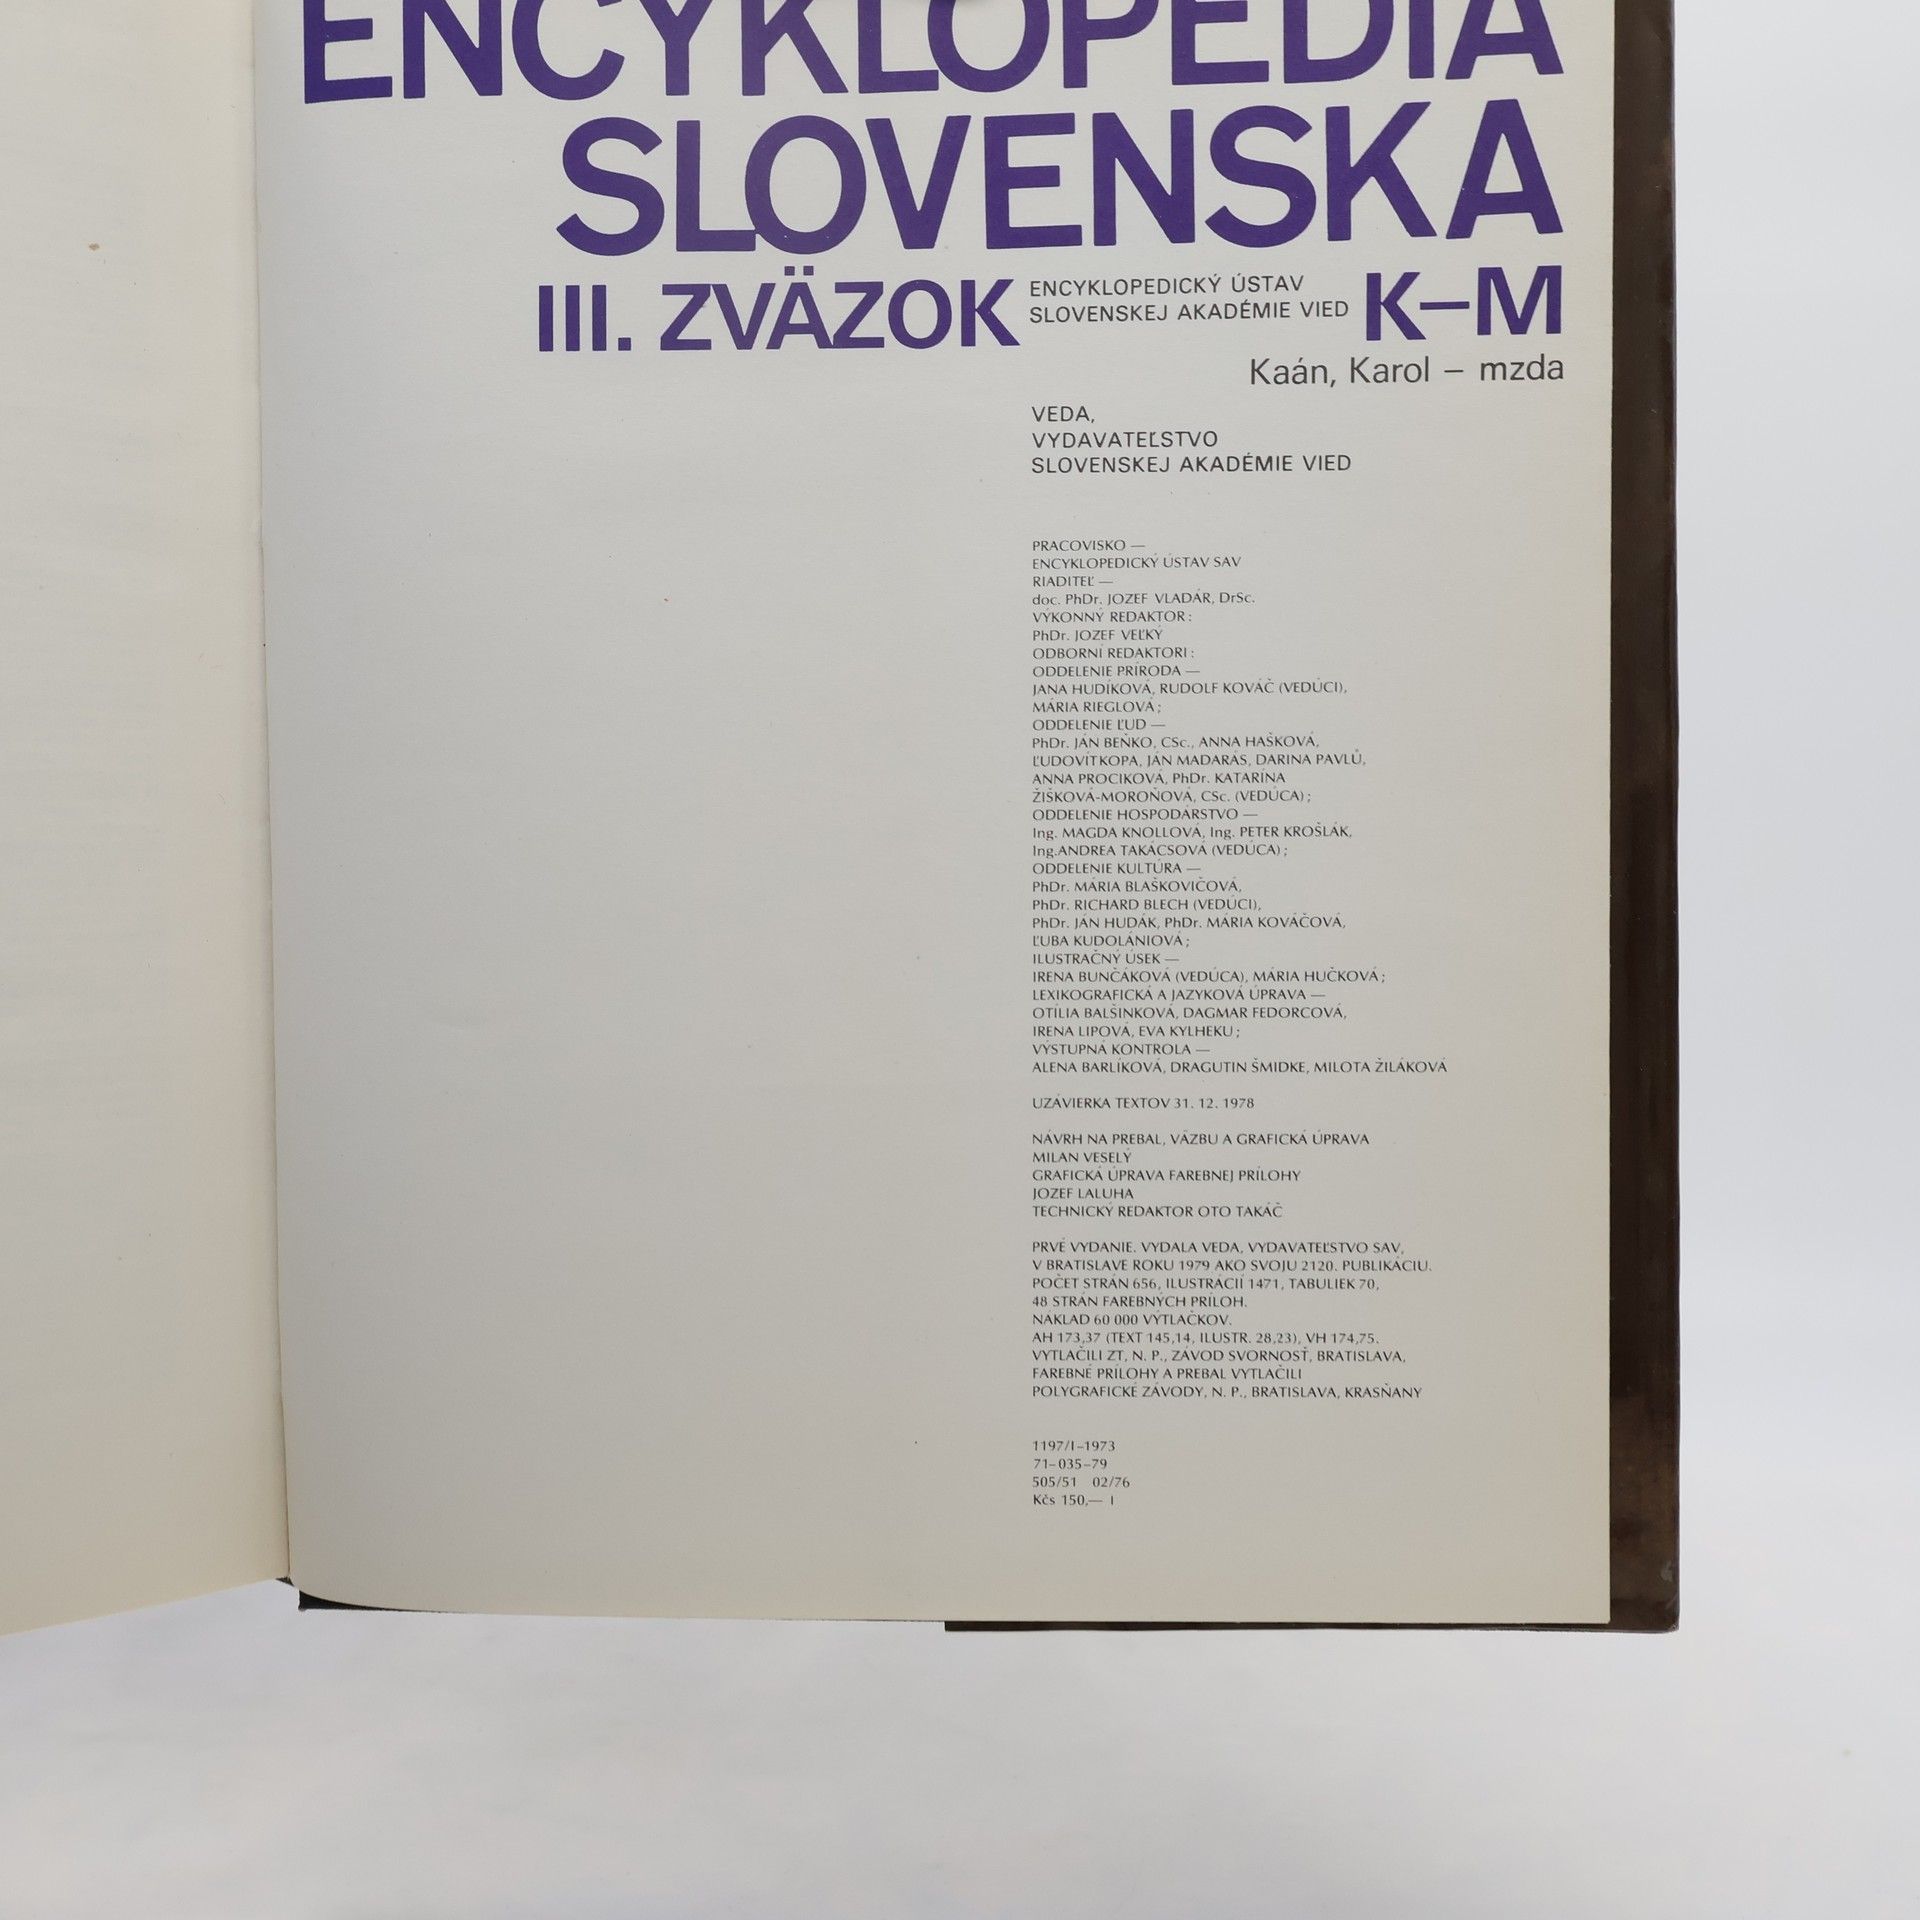 ENCYKLOPÉDIA
SLOVENSKA
III. ZVÄZOK ENCYKLOPEDICKÝ ÚSTAV SLOVENSKEJ AKADÉMIE VIED K–M
Kaán, Karol – mzda
VEDA,
VYDAVATEĽSTVO
SLOVENSKEJ AKADÉMIE VIED
PRACOVISKO —
ENCYKLOPEDICKÝ ÚSTAV SAV
RIADITEĽ —
doc. PhDr. JOZEF VLADÁR, DrSc.
VÝKONNÝ REDAKTOR:
PhDr. JOZEF VEĽKÝ
ODBORNÍ REDAKTORI:
ODDELENIE PRÍRODA —
JANA HUDÍKOVÁ, RUDOLF KOVÁČ (VEDÚCI),
MÁRIA RIEGLOVÁ;
ODDELENIE ĽUD —
PhDr. JÁN BEŇKO, CSc., ANNA HAŠKOVÁ,
ĽUDOVÍT KOPA, JÁN MADARÁS, DARINA PAVLŮ,
ANNA PROCIKOVÁ, PhDr. KATARÍNA
ŽIŠKOVÁ-MOROŇOVÁ, CSc. (VEDÚCA);
ODDELENIE HOSPODÁRSTVO —
Ing. MAGDA KNOLLOVÁ, Ing. PETER KROŠLÁK,
Ing.ANDREA TAKÁCSOVÁ (VEDÚCA);
ODDELENIE KULTÚRA —
PhDr. MÁRIA BLAŠKOVIČOVÁ,
PhDr. RICHARD BLECH (VEDÚCI),
PhDr. JÁN HUDÁK, PhDr. MÁRIA KOVÁČOVÁ,
ĽUBA KUDOLÁNIOVÁ;
ILUSTRAČNÝ ÚSEK —
IRENA BUNČÁKOVÁ (VEDÚCA), MÁRIA HUČKOVÁ;
LEXIKOGRAFICKÁ A JAZYKOVÁ ÚPRAVA —
OTÍLIA BALŠINKOVÁ, DAGMAR FEDORCOVÁ,
IRENA LIPOVÁ, EVA KYLHEKU;
VÝSTUPNÁ KONTROLA —
ALENA BARLÍKOVÁ, DRAGUTIN ŠMIDKE, MILOTA ŽILÁKOVÁ
UZÁVIERKA TEXTOV 31. 12. 1978
NÁVRH NA PREBAL, VÄZBU A GRAFICKÁ ÚPRAVA
MILAN VESELÝ
GRAFICKÁ ÚPRAVA FAREBNEJ PRÍLOHY
JOZEF LALUHA
TECHNICKÝ REDAKTOR OTO TAKÁČ
PRVÉ VYDANIE. VYDALA VEDA, VYDAVATEĽSTVO SAV,
V BRATISLAVE ROKU 1979 AKO SVOJU 2120. PUBLIKÁCIU.
POČET STRÁN 656, ILUSTRÁCIÍ 1471, TABULIEK 70,
48 STRÁN FAREBNÝCH PRÍLOH.
NÁKLAD 60 000 VÝTLAČKOV.
AH 173,37 (TEXT 145,14, ILUSTR. 28,23), VH 174,75.
VYTLAČILI ZT, N. P., ZÁVOD SVORNOSŤ, BRATISLAVA,
FAREBNÉ PRÍLOHY A PREBAL VYTLAČILI
POLYGRAFICKÉ ZÁVODY, N. P., BRATISLAVA, KRASŇANY
1197/I–1973
71–035–79
505/51 02/76
Kčs 150,— I